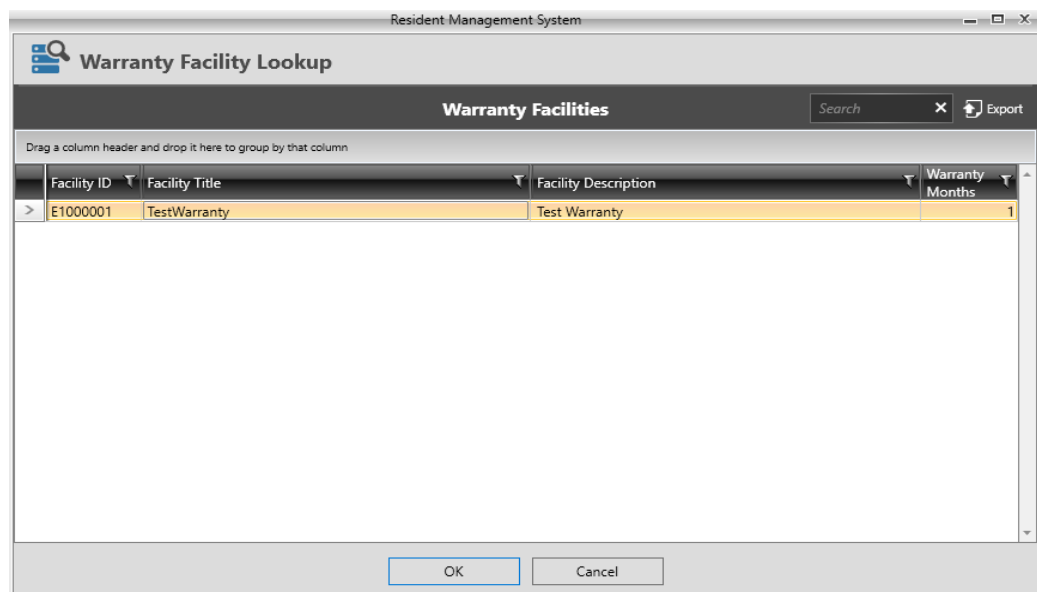 Resident Management System
Warranty Facility Lookup
Warranty Facilities
Search
Export
Drag a column header and drop it here to group by that column
Facility ID Facility Title Facility Description Warranty Months
E1000001 TestWarranty Test Warranty 1
OK Cancel